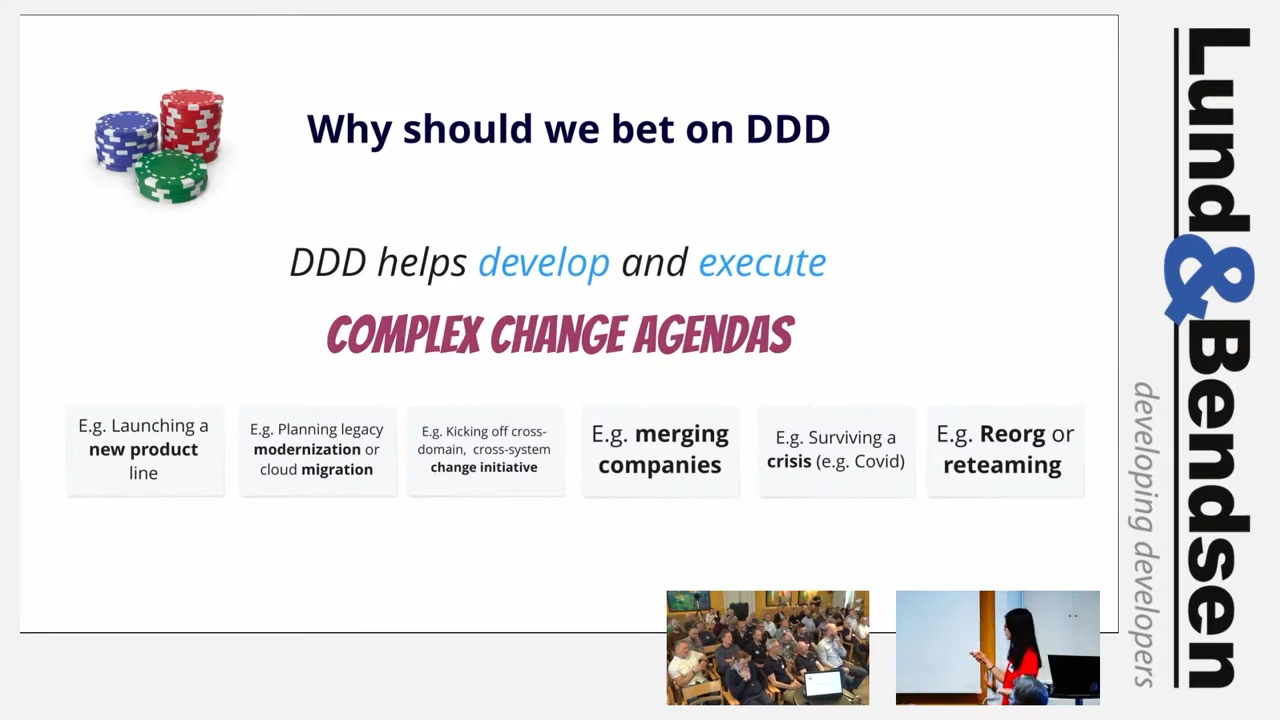 Why should we bet on DDD
DDD helps develop and execute
COMPLEX CHANGE AGENDAS
E.g. Launching a
new product
line
E.g. Planning legacy
modernization or
cloud migration
E.g. Kicking off cross-
domain, cross-system
change initiative
E.g. merging
companies
E.g. Surviving a
crisis (e.g. Covid)
E.g. Reorg or
reteaming
Lund&Bendsen
developing developers